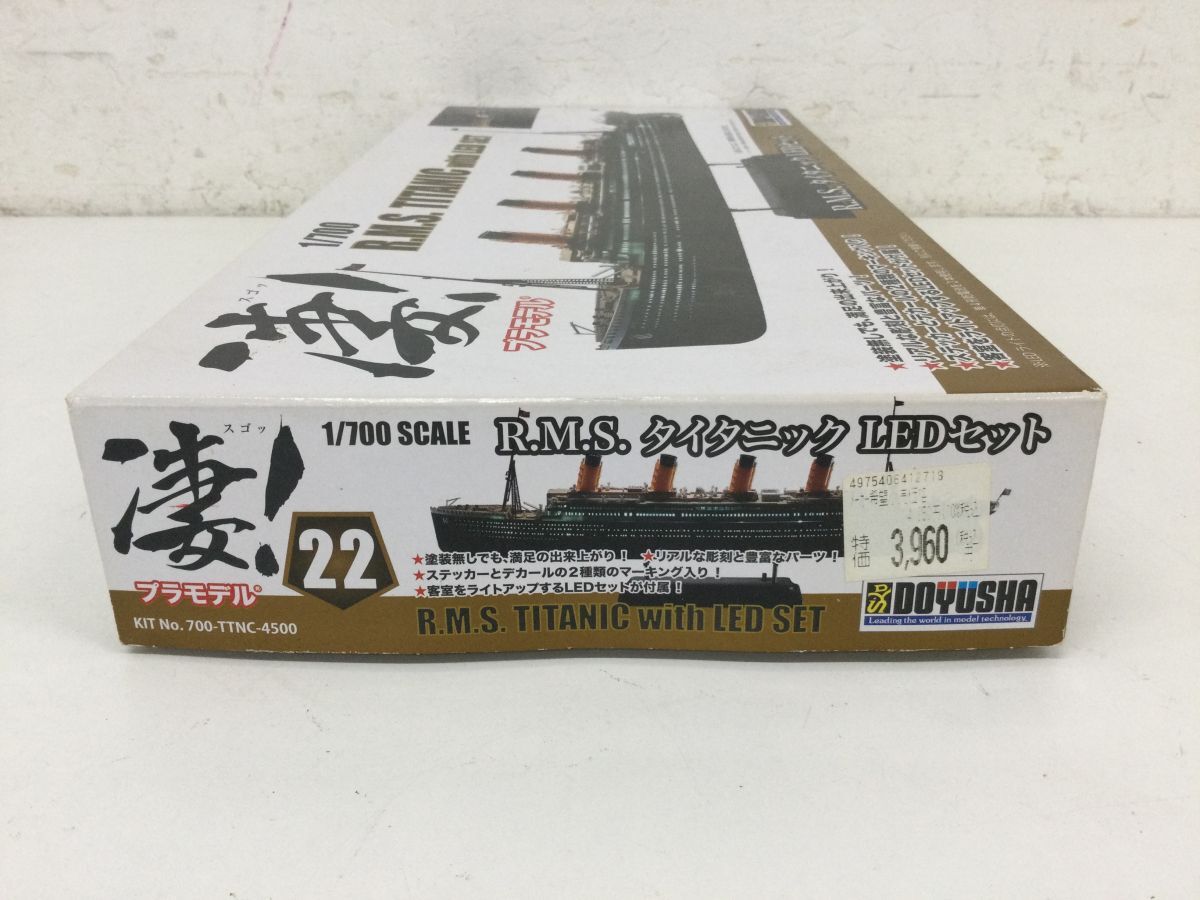 1/700
R.M.S. TITANIC with LED SET
スゴッ
凄!
プラモデル
スゴッ
凄!
プラモデル
22
KIT No. 700-TTNC-4500
1/700 SCALE
R.M.S. タイタニック LEDセット
★塗装無しでも、満足の出来上がり! ★リアルな彫刻と豊富なパーツ!
★ステッカーとデカールの2種類のマーキング入り!
★客室をライトアップするLEDセットが付属!
R.M.S. TITANIC with LED SET
4975406412718
特価 3,960
DOYUSHA
Leading the world in model technology.